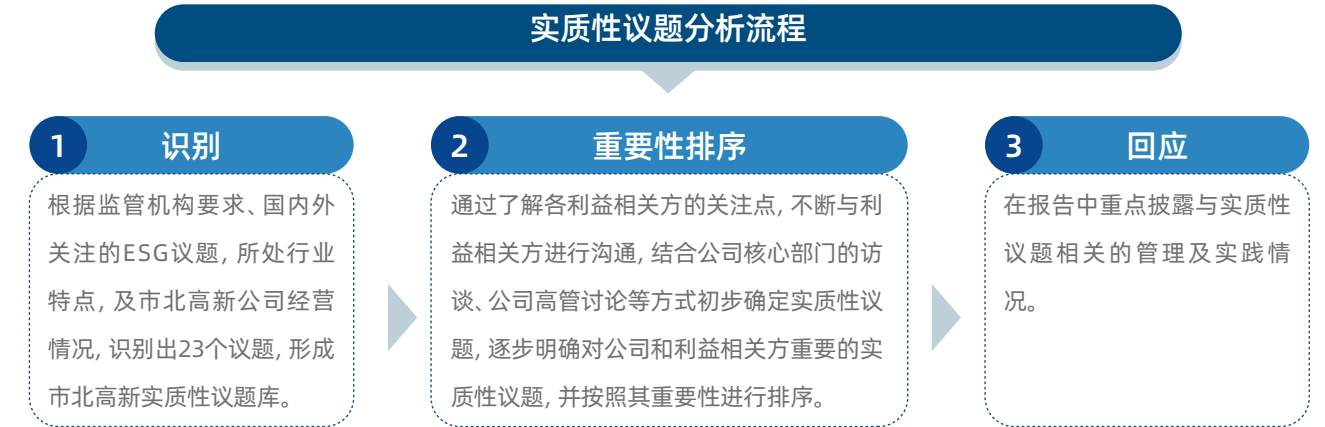 实质性议题分析流程
1 识别
根据监管机构要求、国内外
关注的ESG议题, 所处行业
特点, 及市北高新公司经营
情况, 识别出23个议题, 形成
市北高新实质性议题库。
2 重要性排序
通过了解各利益相关方的关注点, 不断与利
益相关方进行沟通, 结合公司核心部门的访
谈、公司高管讨论等方式初步确定实质性议
题, 逐步明确对公司和利益相关方重要的实
质性议题, 并按照其重要性进行排序。
3 回应
在报告中重点披露与实质性
议题相关的管理及实践情
况。